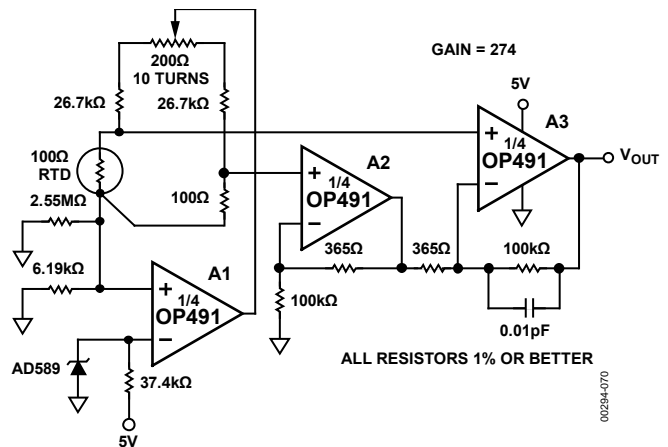 200Ω
10 TURNS
GAIN = 274
26.7kΩ
26.7kΩ
5V
A3
+
1/4
OP491
−
VOUT
100Ω
RTD
A2
+
1/4
OP491
−
2.55MΩ
100Ω
365Ω
365Ω
100kΩ
6.19kΩ
A1
+
1/4
OP491
−
100kΩ
0.01pF
AD589
37.4kΩ
5V
ALL RESISTORS 1% OR BETTER
00294-070